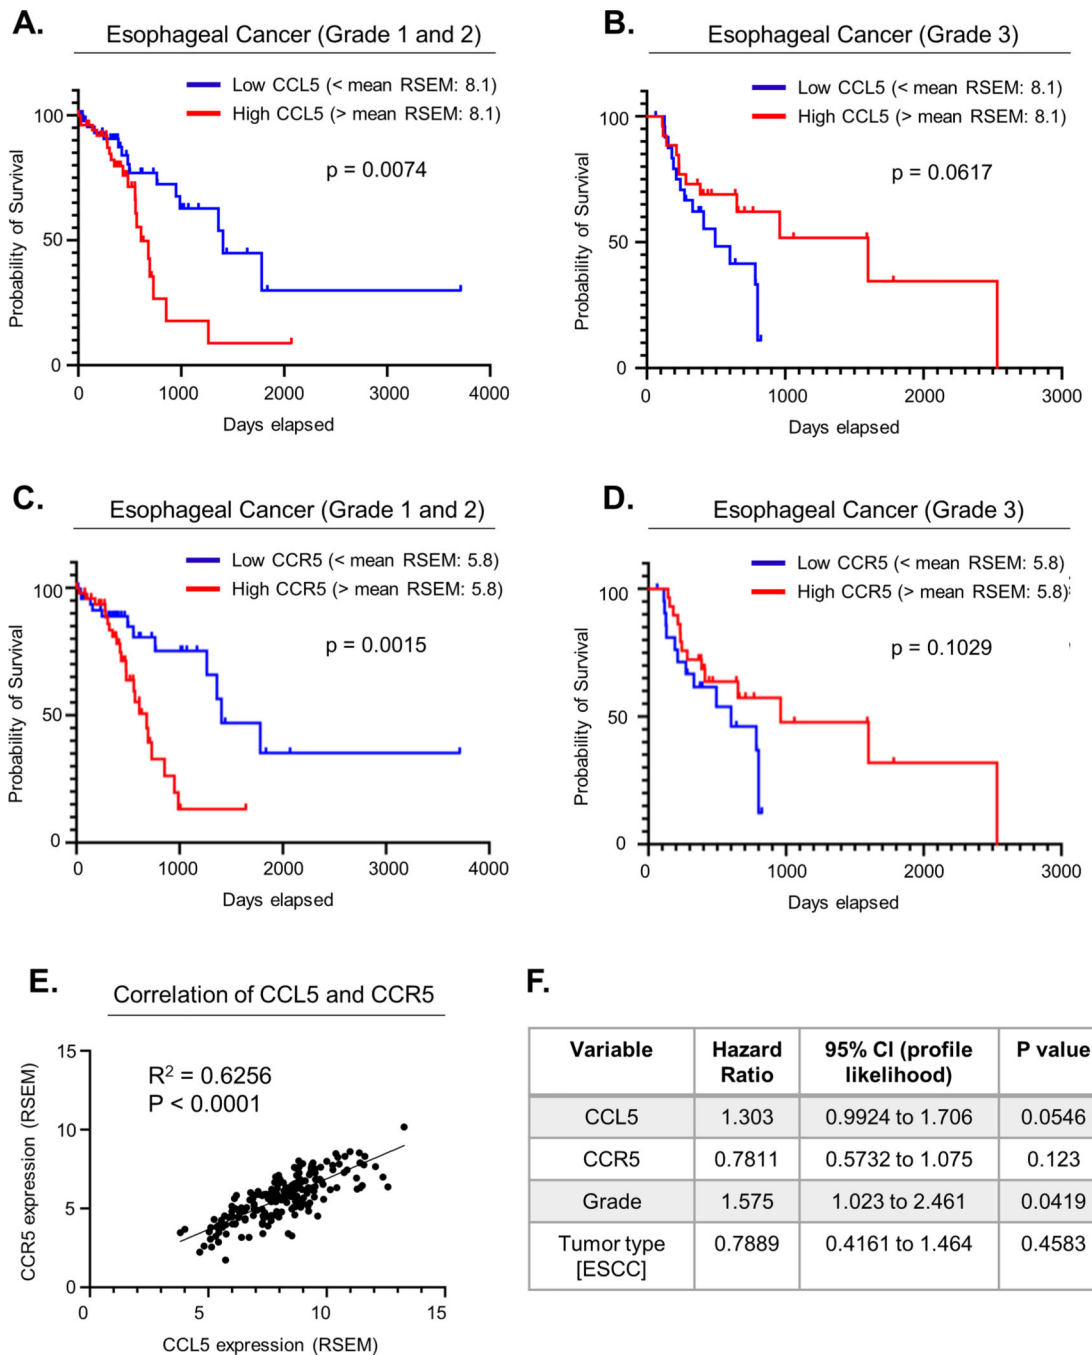 A.
Esophageal Cancer (Grade 1 and 2)
Low CCL5 (< mean RSEM: 8.1)
High CCL5 (> mean RSEM: 8.1)
p = 0.0074
Probability of Survival
100
50
0
0 1000 2000 3000 4000
Days elapsed
B.
Esophageal Cancer (Grade 3)
Low CCL5 (< mean RSEM: 8.1)
High CCL5 (> mean RSEM: 8.1)
p = 0.0617
Probability of Survival
100
50
0
0 1000 2000 3000
Days elapsed
C.
Esophageal Cancer (Grade 1 and 2)
Low CCR5 (< mean RSEM: 5.8)
High CCR5 (> mean RSEM: 5.8)
p = 0.0015
Probability of Survival
100
50
0
0 1000 2000 3000 4000
Days elapsed
D.
Esophageal Cancer (Grade 3)
Low CCR5 (< mean RSEM: 5.8)
High CCR5 (> mean RSEM: 5.8)
p = 0.1029
Probability of Survival
100
50
0
0 1000 2000 3000
Days elapsed
E.
Correlation of CCL5 and CCR5
R² = 0.6256
P < 0.0001
CCR5 expression (RSEM)
15
10
5
0
0 5 10 15
CCL5 expression (RSEM)
F.
Variable Hazard Ratio 95% CI (profile likelihood) P value
CCL5 1.303 0.9924 to 1.706 0.0546
CCR5 0.7811 0.5732 to 1.075 0.123
Grade 1.575 1.023 to 2.461 0.0419
Tumor type [ESCC] 0.7889 0.4161 to 1.464 0.4583